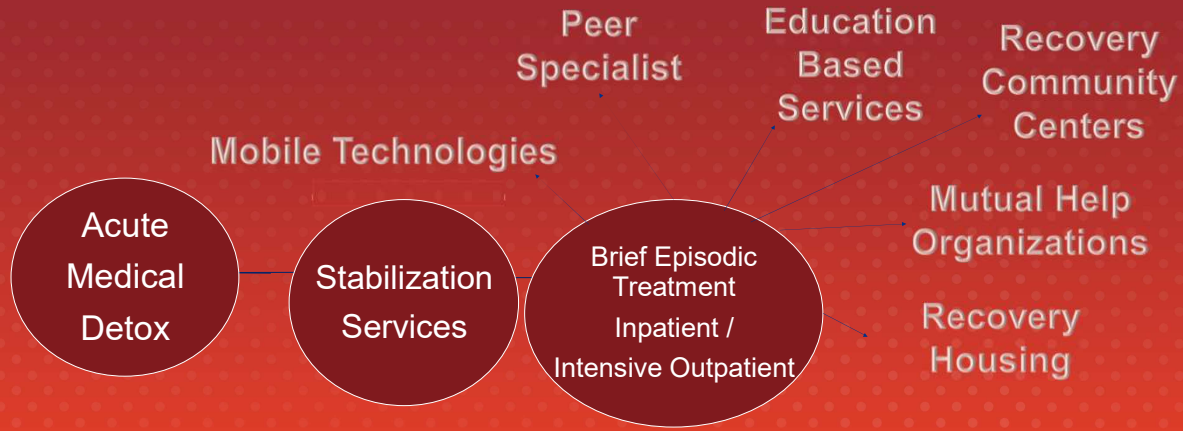 Peer
Specialist
Education
Based
Services
Recovery
Community
Centers
Mobile Technologies
Acute
Medical
Detox
Stabilization
Services
Brief Episodic
Treatment
Inpatient /
Intensive Outpatient
Mutual Help
Organizations
Recovery
Housing